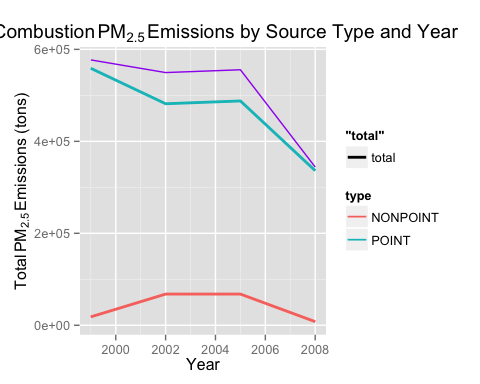 Combustion PM2.5 Emissions by Source Type and Year
Total PM2.5 Emissions (tons)
6e+05
4e+05
2e+05
0e+00
2000 2002 2004 2006 2008
Year
"total"
total
type
NONPOINT
POINT